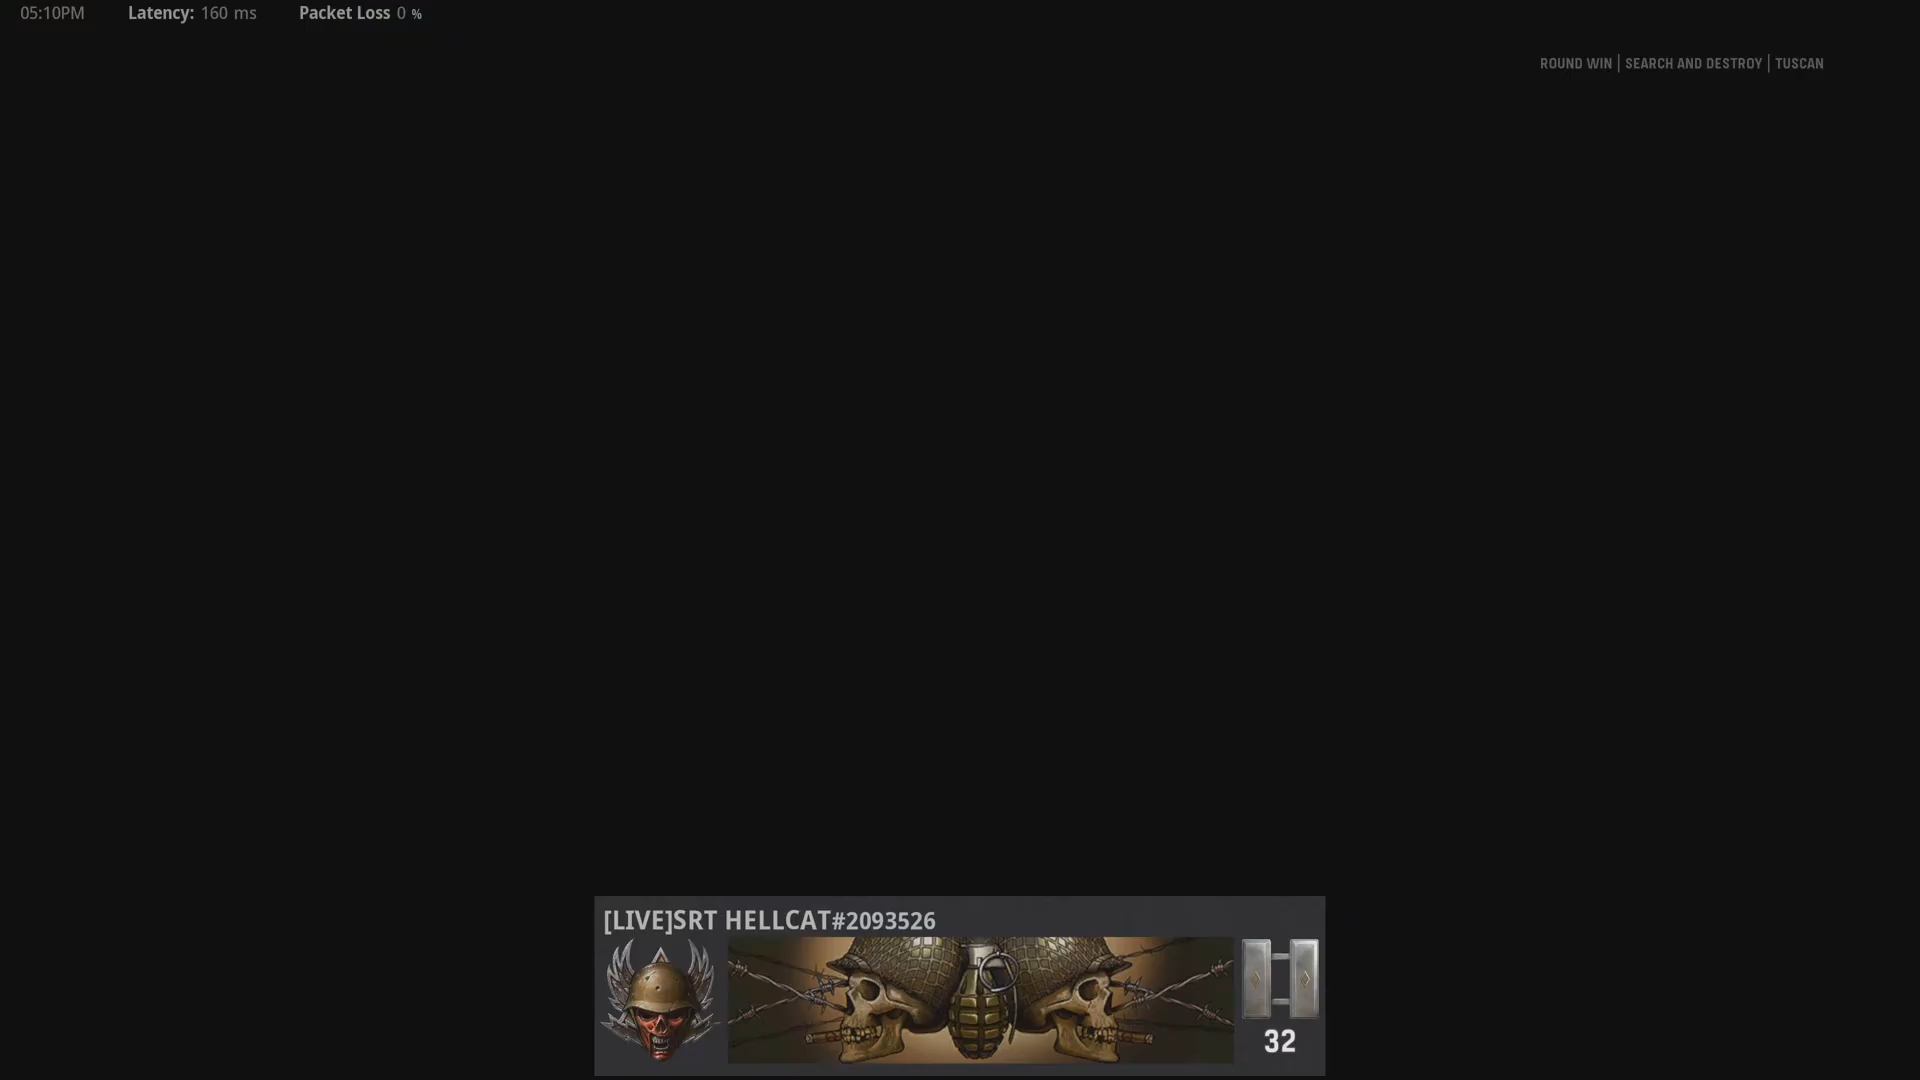 05:10PM Latency: 160 ms Packet Loss 0 %
ROUND WIN | SEARCH AND DESTROY | TUSCAN
[LIVE]SRT HELLCAT#2093526
32